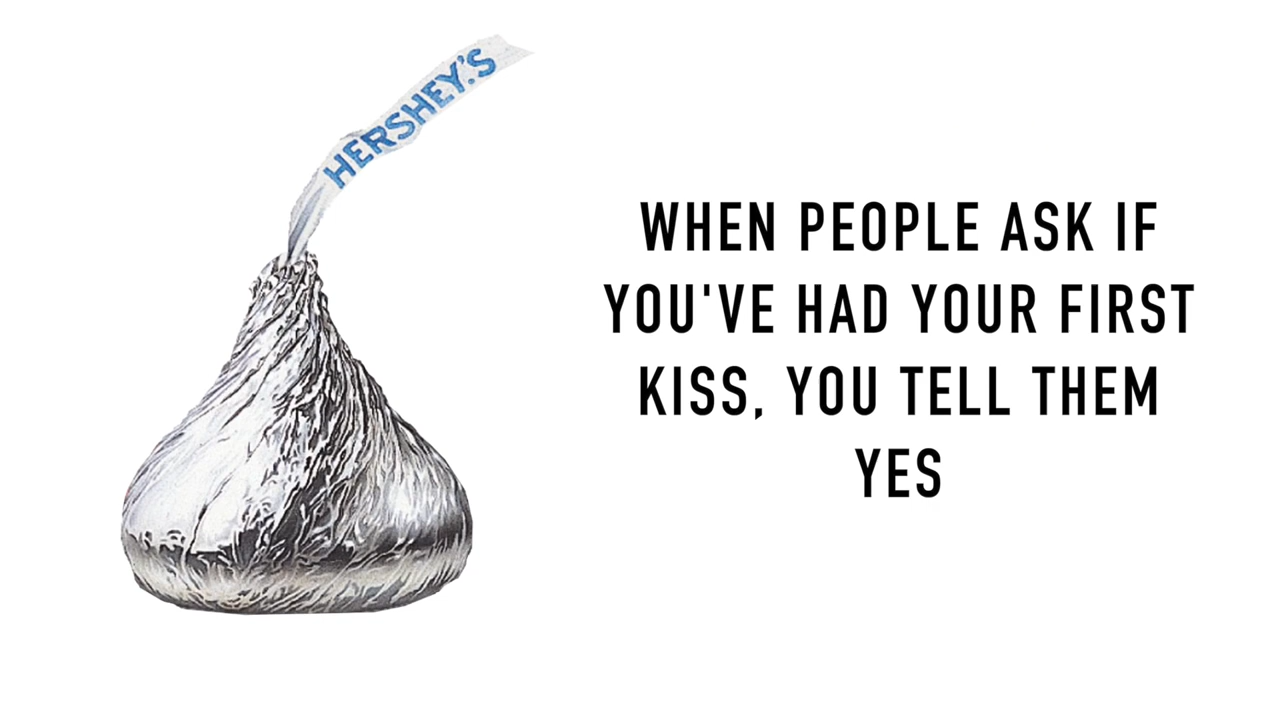 HERSHEY'S
WHEN PEOPLE ASK IF
YOU'VE HAD YOUR FIRST
KISS, YOU TELL THEM
YES